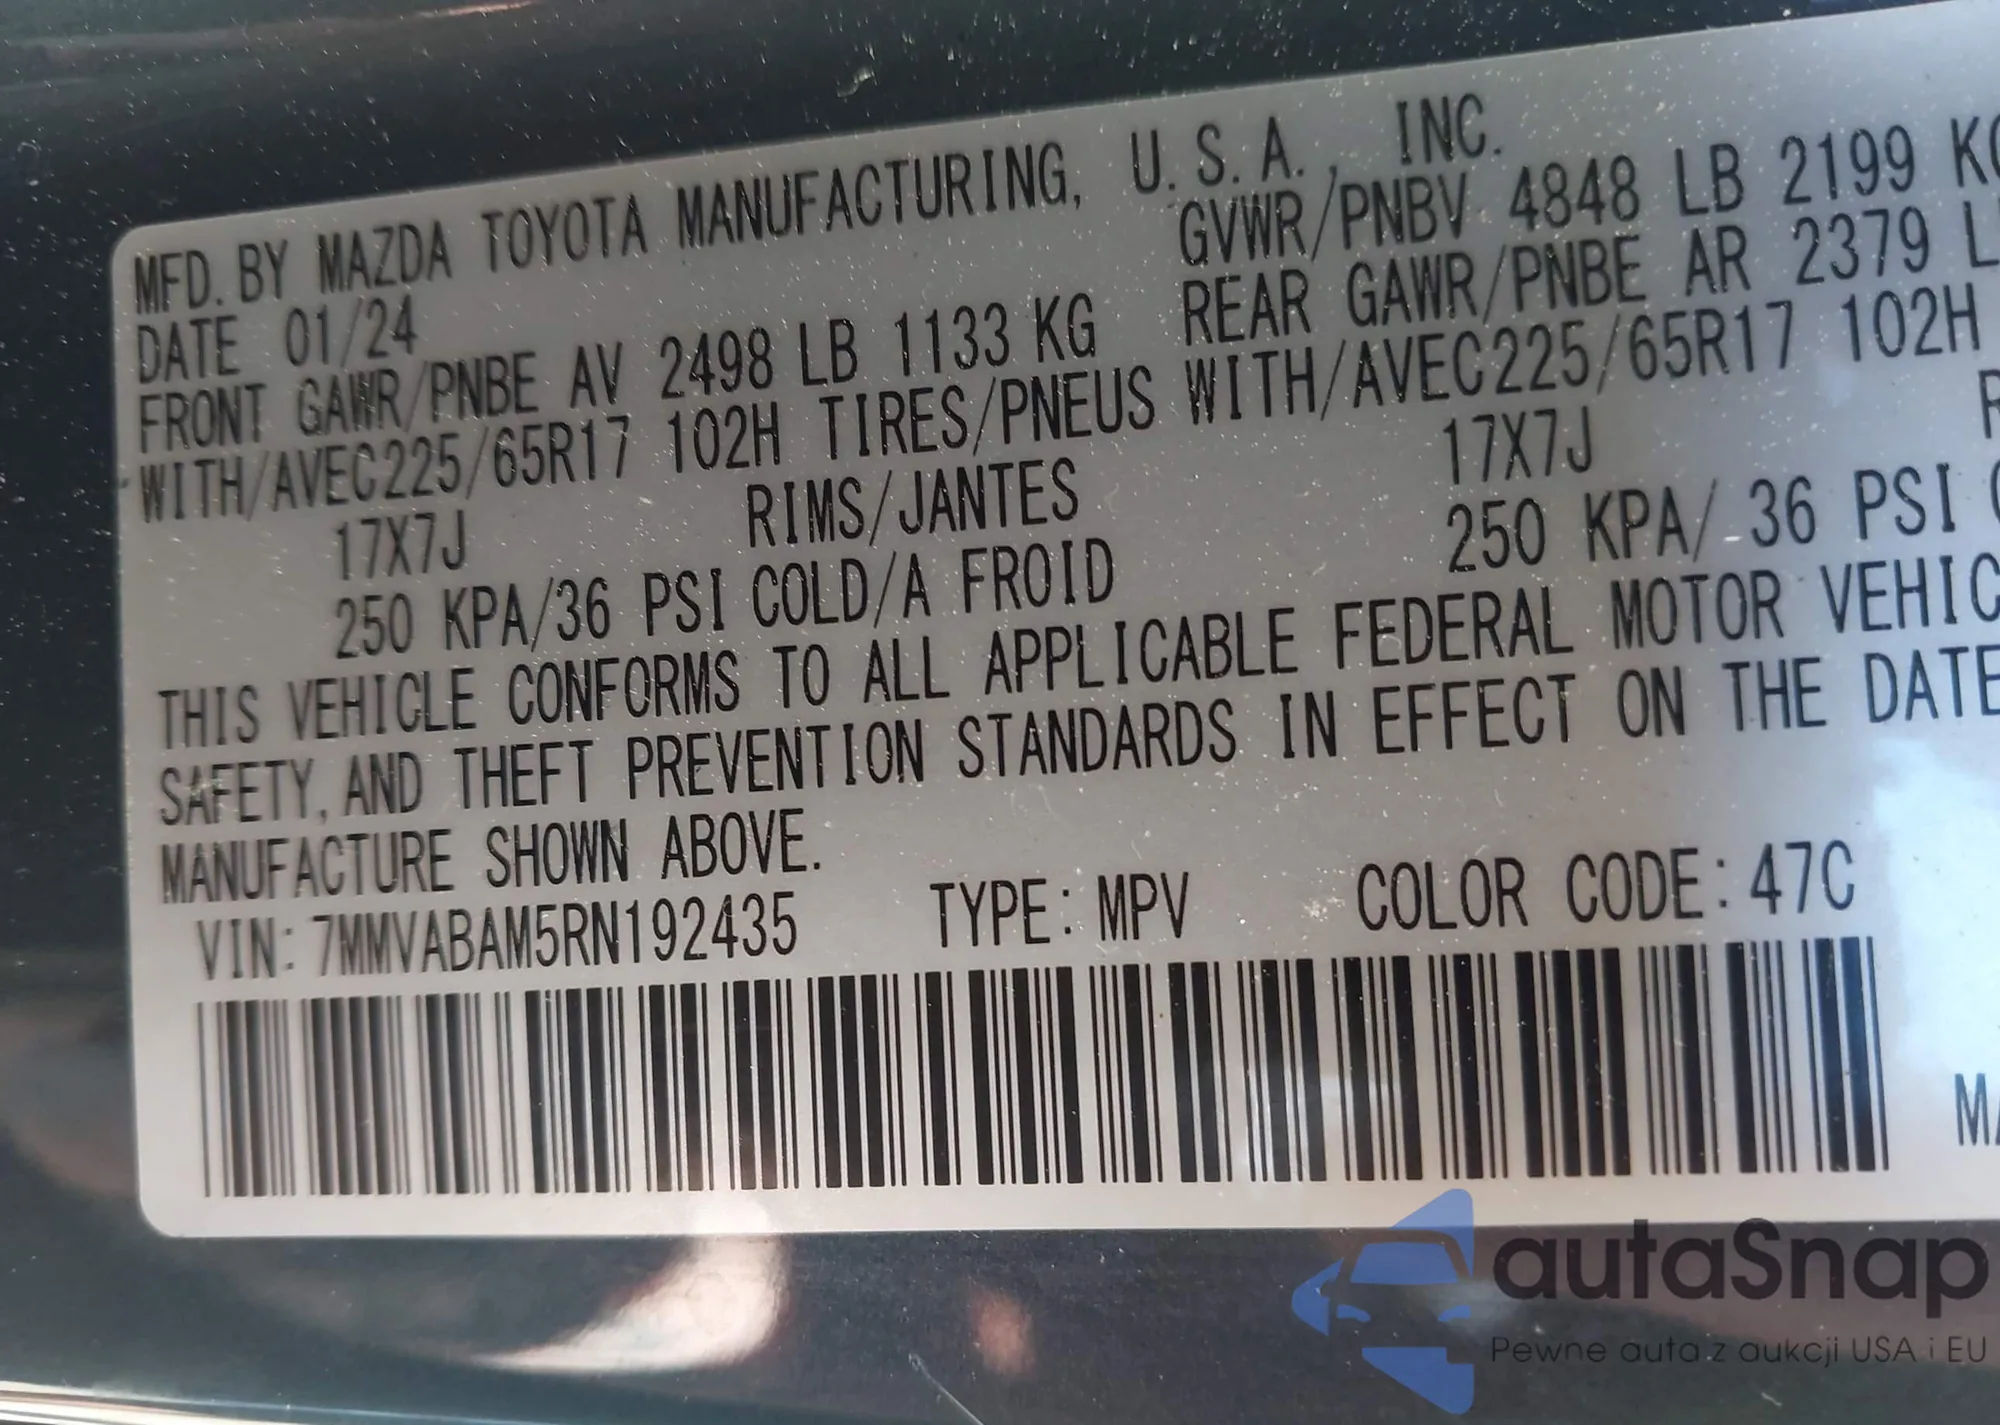 MFD. BY MAZDA TOYOTA MANUFACTURING, U.S.A., INC.
DATE 01/24 GVWR/PNBV 4848 LB 2199 KG
FRONT GAWR/PNBE AV 2498 LB 1133 KG REAR GAWR/PNBE AR 2379 L
WITH/AVEC225/65R17 102H TIRES/PNEUS WITH/AVEC225/65R17 102H
17X7J RIMS/JANTES 17X7J R
250 KPA/36 PSI COLD/A FROID 250 KPA/ 36 PSI C
THIS VEHICLE CONFORMS TO ALL APPLICABLE FEDERAL MOTOR VEHIC
SAFETY, AND THEFT PREVENTION STANDARDS IN EFFECT ON THE DATE
MANUFACTURE SHOWN ABOVE.
VIN: 7MMVABAM5RN192435 TYPE: MPV COLOR CODE: 47C
MA
autaSnap
Pewne auta z aukcji USA i EU